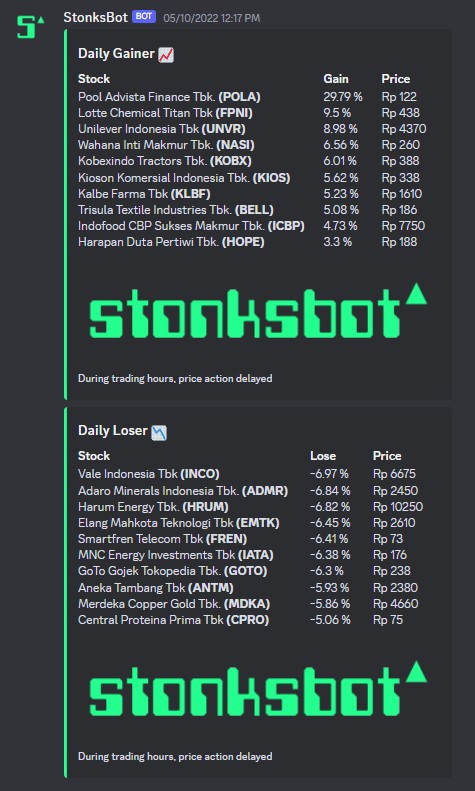 StonksBot BOT 05/10/2022 12:17 PM
Daily Gainer 📈
Stock Gain Price
Pool Advista Finance Tbk. (POLA) 29.79 % Rp 122
Lotte Chemical Titan Tbk (FPNI) 9.5 % Rp 438
Unilever Indonesia Tbk (UNVR) 8.98 % Rp 4370
Wahana Inti Makmur Tbk. (NASI) 6.56 % Rp 260
Kobexindo Tractors Tbk. (KOBX) 6.01 % Rp 388
Kioson Komersial Indonesia Tbk. (KIOS) 5.62 % Rp 338
Kalbe Farma Tbk (KLBF) 5.23 % Rp 1610
Trisula Textile Industries Tbk. (BELL) 5.08 % Rp 186
Indofood CBP Sukses Makmur Tbk. (ICBP) 4.73 % Rp 7750
Harapan Duta Pertiwi Tbk. (HOPE) 3.3 % Rp 188
stonksbot
During trading hours, price action delayed
Daily Loser 📉
Stock Lose Price
Vale Indonesia Tbk (INCO) -6.97 % Rp 6675
Adaro Minerals Indonesia Tbk. (ADMR) -6.84 % Rp 2450
Harum Energy Tbk. (HRUM) -6.82 % Rp 10250
Elang Mahkota Teknologi Tbk (EMTK) -6.45 % Rp 2610
Smartfren Telecom Tbk (FREN) -6.41 % Rp 73
MNC Energy Investments Tbk (IATA) -6.38 % Rp 176
GoTo Gojek Tokopedia Tbk. (GOTO) -6.3 % Rp 238
Aneka Tambang Tbk (ANTM) -5.93 % Rp 2380
Merdeka Copper Gold Tbk. (MDKA) -5.86 % Rp 4660
Central Proteina Prima Tbk (CPRO) -5.06 % Rp 75
stonksbot
During trading hours, price action delayed